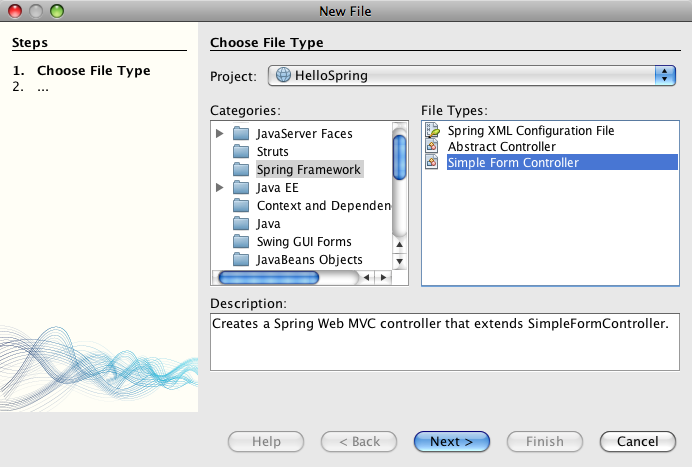 New File
Steps
1. Choose File Type
2. ...
Choose File Type
Project: HelloSpring
Categories:
JavaServer Faces
Struts
Spring Framework
Java EE
Context and Dependen
Java
Swing GUI Forms
JavaBeans Objects
File Types:
Spring XML Configuration File
Abstract Controller
Simple Form Controller
Description:
Creates a Spring Web MVC controller that extends SimpleFormController.
Help
< Back
Next >
Finish
Cancel